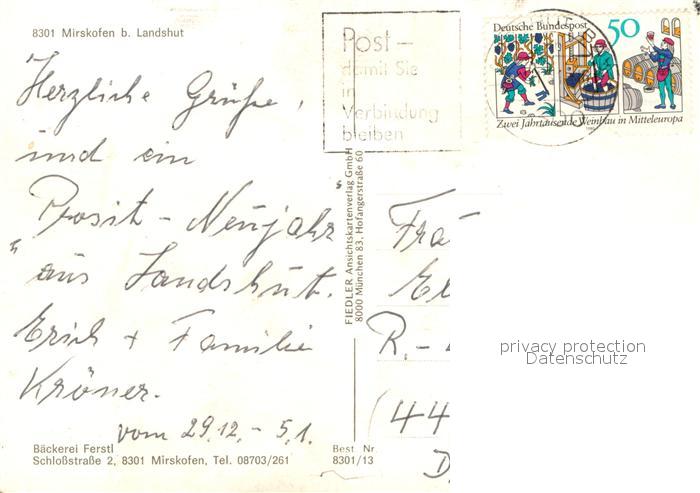 8301 Mirskofen b. Landshut
Post –
damit Sie
in
Verbindung
bleiben
Deutsche Bundespost 50
Zwei Jahrtausende Weinbau in Mitteleuropa
Herzliche Grüße,
und ein
Prosit - Neujahr
aus Landshut.
Erich + Familie
Kröner.
vom 29.12. - 5.1.
Bäckerei Ferstl
Schloßstraße 2, 8301 Mirskofen, Tel. 08703/261
FIEDLER Ansichtskartenverlag GmbH
8000 München 83, Hofangerstraße 60
Best. Nr
8301/13
R.-
(44
privacy protection
Datenschutz